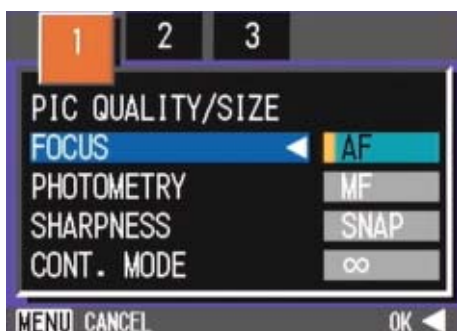 1 2 3
PIC QUALITY/SIZE
FOCUS ◀ AF
PHOTOMETRY MF
SHARPNESS SNAP
CONT. MODE ∞
MENU CANCEL OK ◀